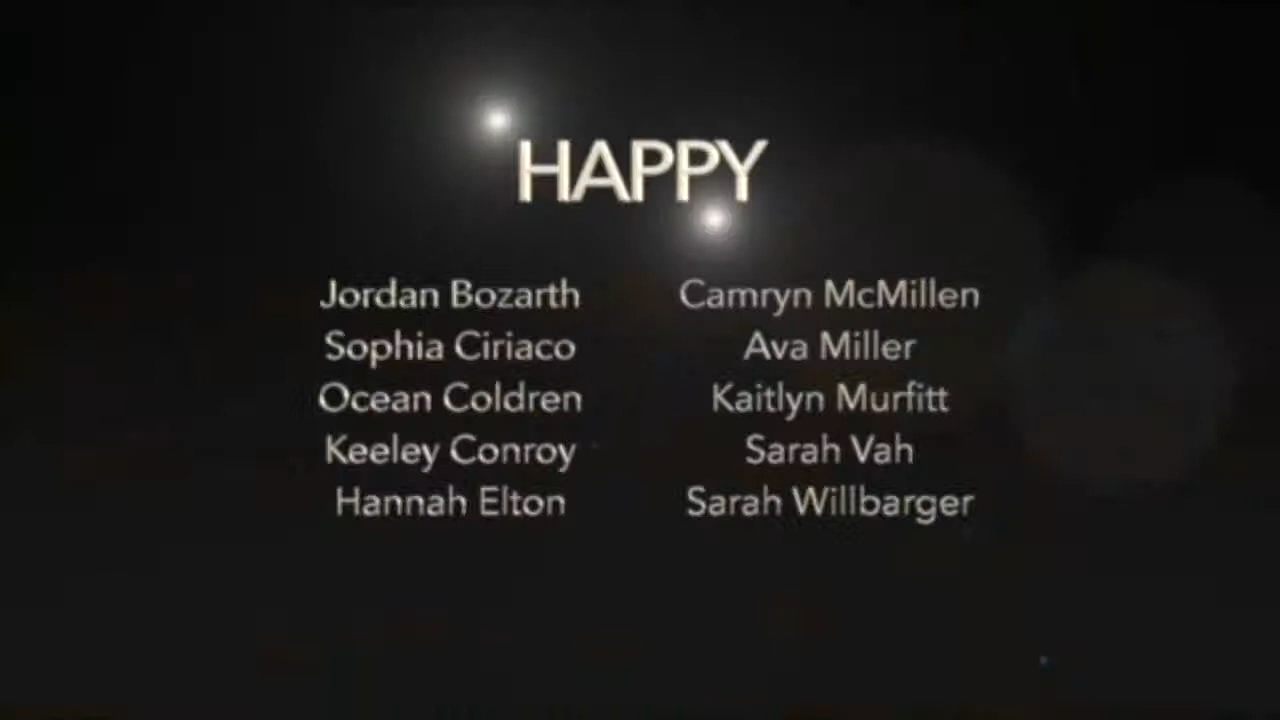 HAPPY
Jordan Bozarth
Sophia Ciriaco
Ocean Coldren
Keeley Conroy
Hannah Elton
Camryn McMillen
Ava Miller
Kaitlyn Murfitt
Sarah Vah
Sarah Willbarger